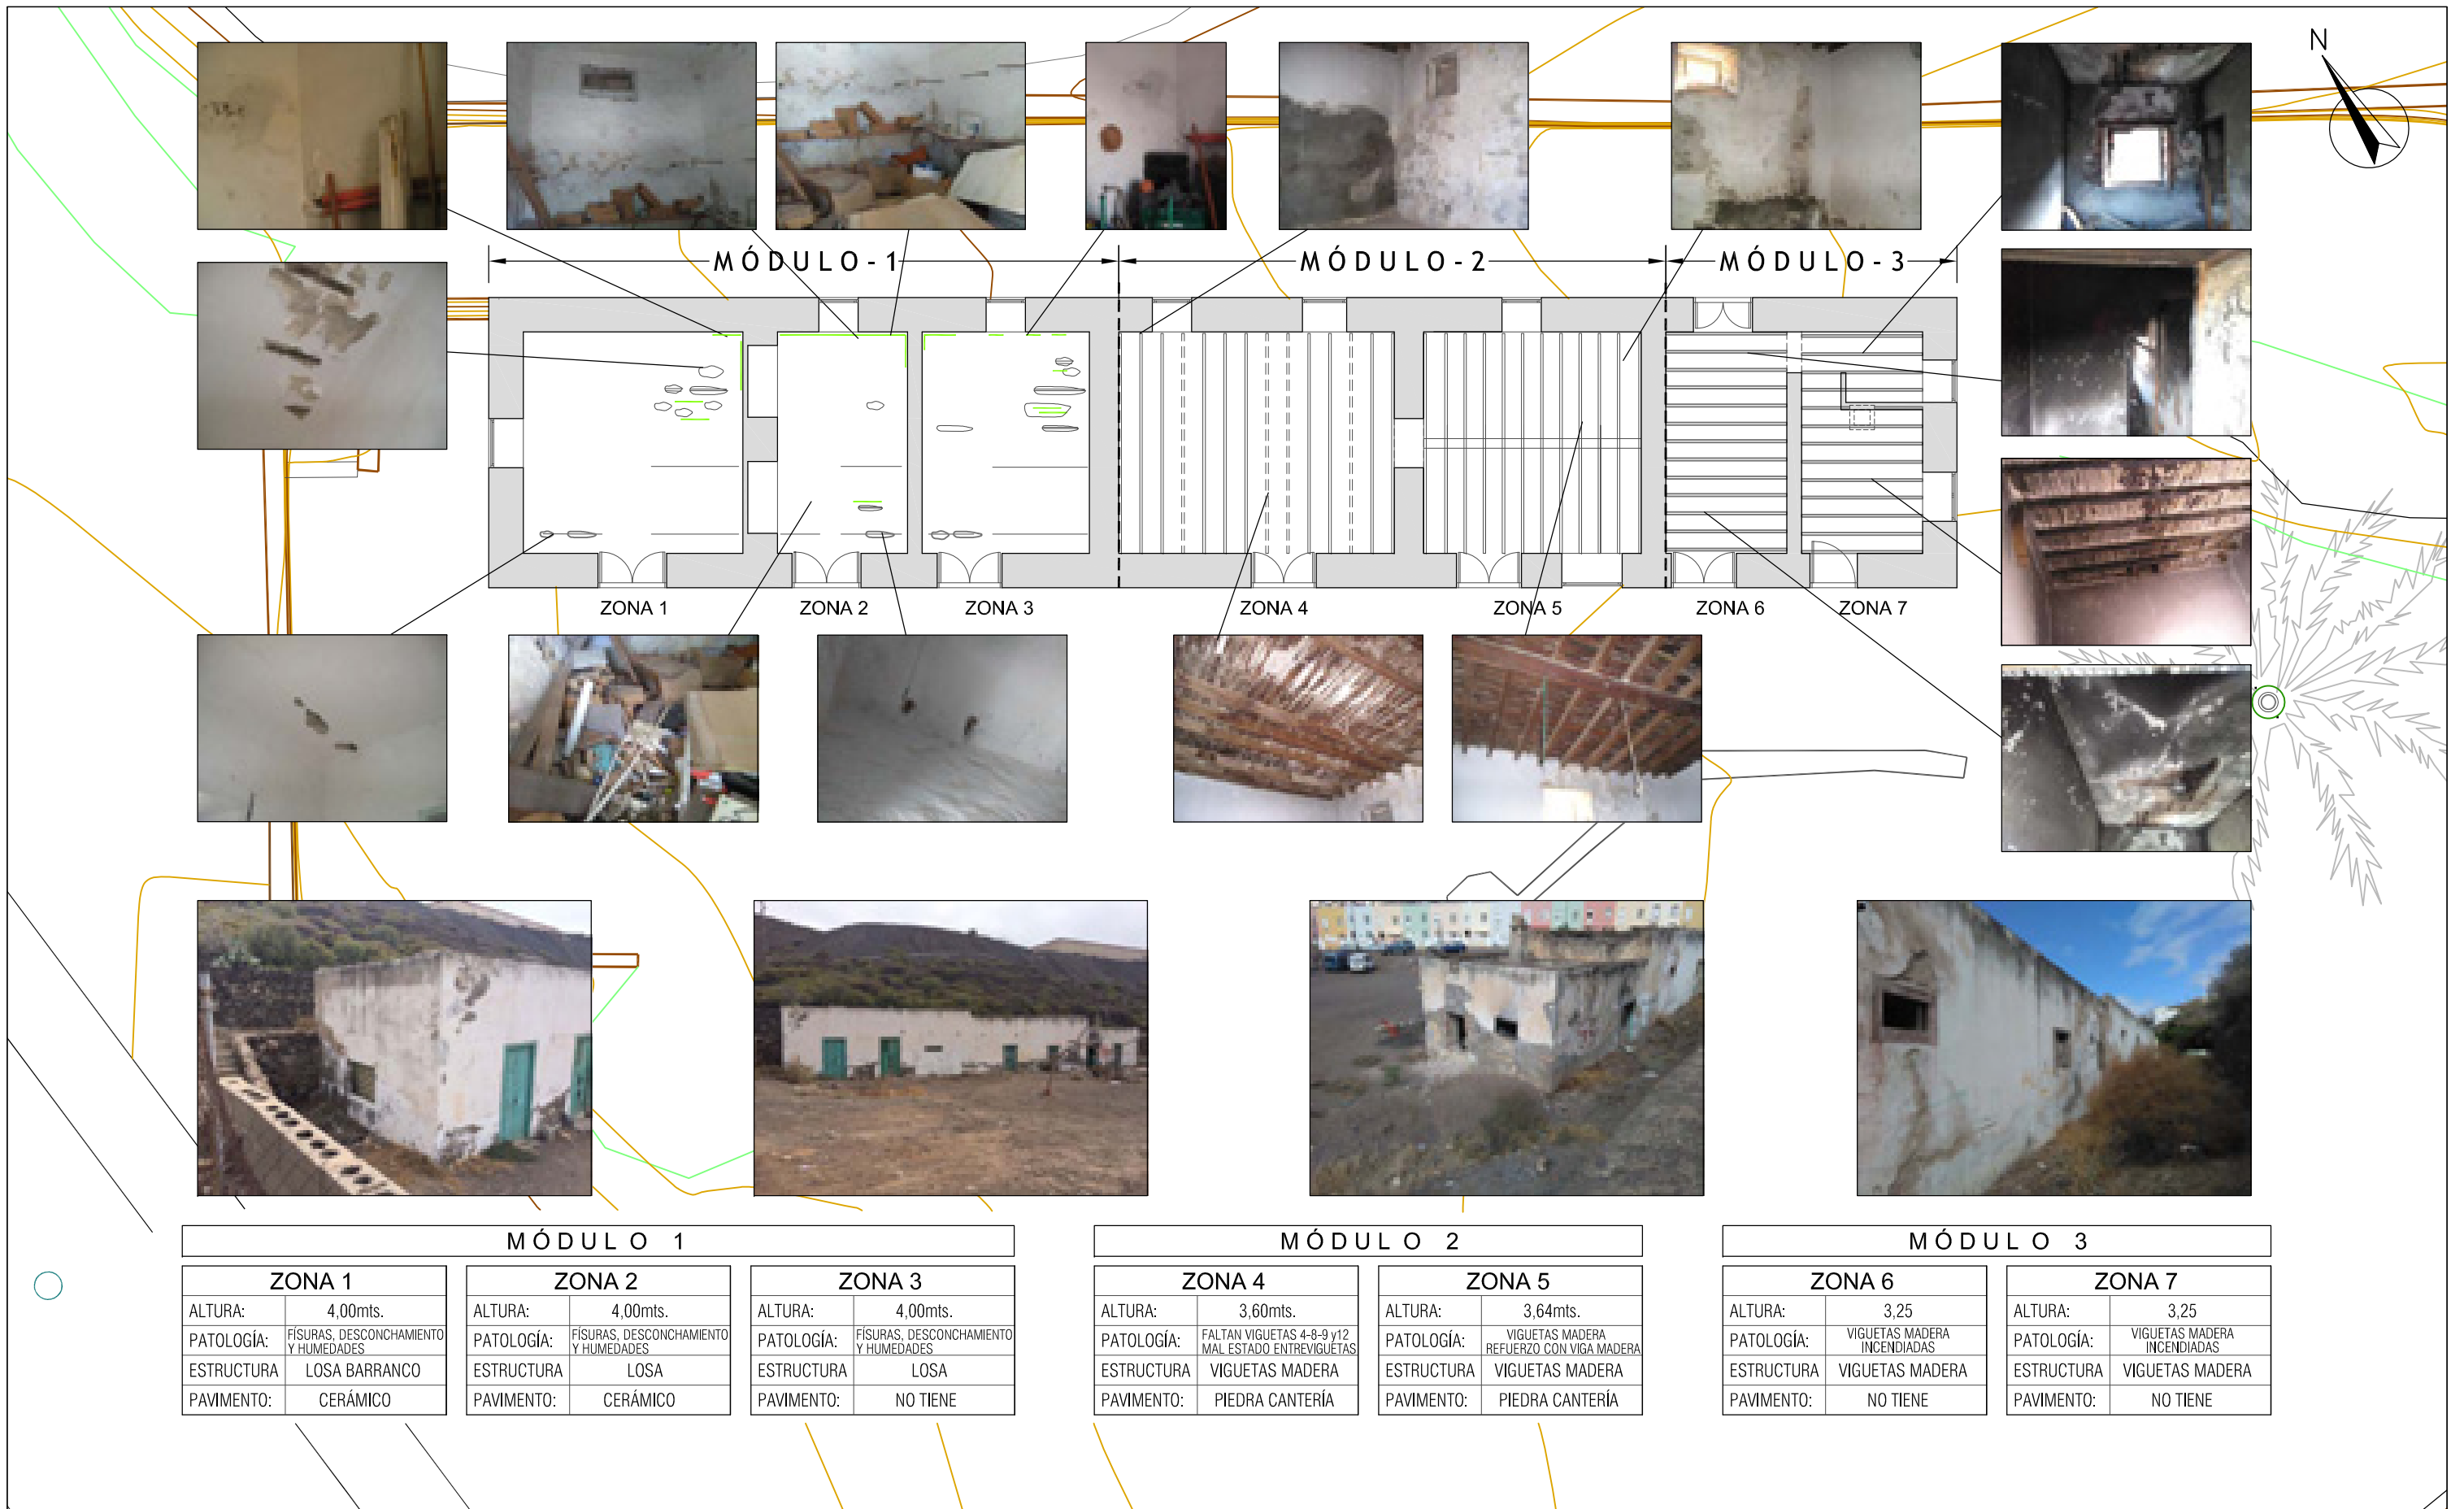 N
MÓDULO-1
MÓDULO-2
MÓDULO-3
ZONA 1
ZONA 2
ZONA 3
ZONA 4
ZONA 5
ZONA 6
ZONA 7
MÓDULO 1
ZONA 1
ALTURA: 4,00mts.
PATOLOGÍA: FÍSURAS, DESCONCHAMIENTO
Y HUMEDADES
ESTRUCTURA LOSA BARRANCO
PAVIMENTO: CERÁMICO
ZONA 2
ALTURA: 4,00mts.
PATOLOGÍA: FÍSURAS, DESCONCHAMIENTO
Y HUMEDADES
ESTRUCTURA LOSA
PAVIMENTO: CERÁMICO
ZONA 3
ALTURA: 4,00mts.
PATOLOGÍA: FÍSURAS, DESCONCHAMIENTO
Y HUMEDADES
ESTRUCTURA LOSA
PAVIMENTO: NO TIENE
MÓDULO 2
ZONA 4
ALTURA: 3,60mts.
PATOLOGÍA: FALTAN VIGUETAS 4-8-9 y12
MAL ESTADO ENTREVIGUETAS
ESTRUCTURA VIGUETAS MADERA
PAVIMENTO: PIEDRA CANTERÍA
ZONA 5
ALTURA: 3,64mts.
PATOLOGÍA: VIGUETAS MADERA
REFUERZO CON VIGA MADERA
ESTRUCTURA VIGUETAS MADERA
PAVIMENTO: PIEDRA CANTERÍA
MÓDULO 3
ZONA 6
ALTURA: 3,25
PATOLOGÍA: VIGUETAS MADERA
INCENDIADAS
ESTRUCTURA VIGUETAS MADERA
PAVIMENTO: NO TIENE
ZONA 7
ALTURA: 3,25
PATOLOGÍA: VIGUETAS MADERA
INCENDIADAS
ESTRUCTURA VIGUETAS MADERA
PAVIMENTO: NO TIENE